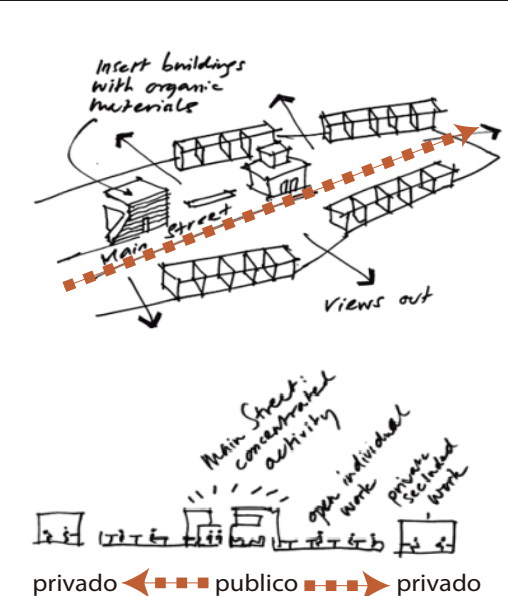 Insert buildings
with organic
materials
Main Street
Views out
Main Street:
concentrated
activity
open individual
work
private
secluded
work
privado publico privado